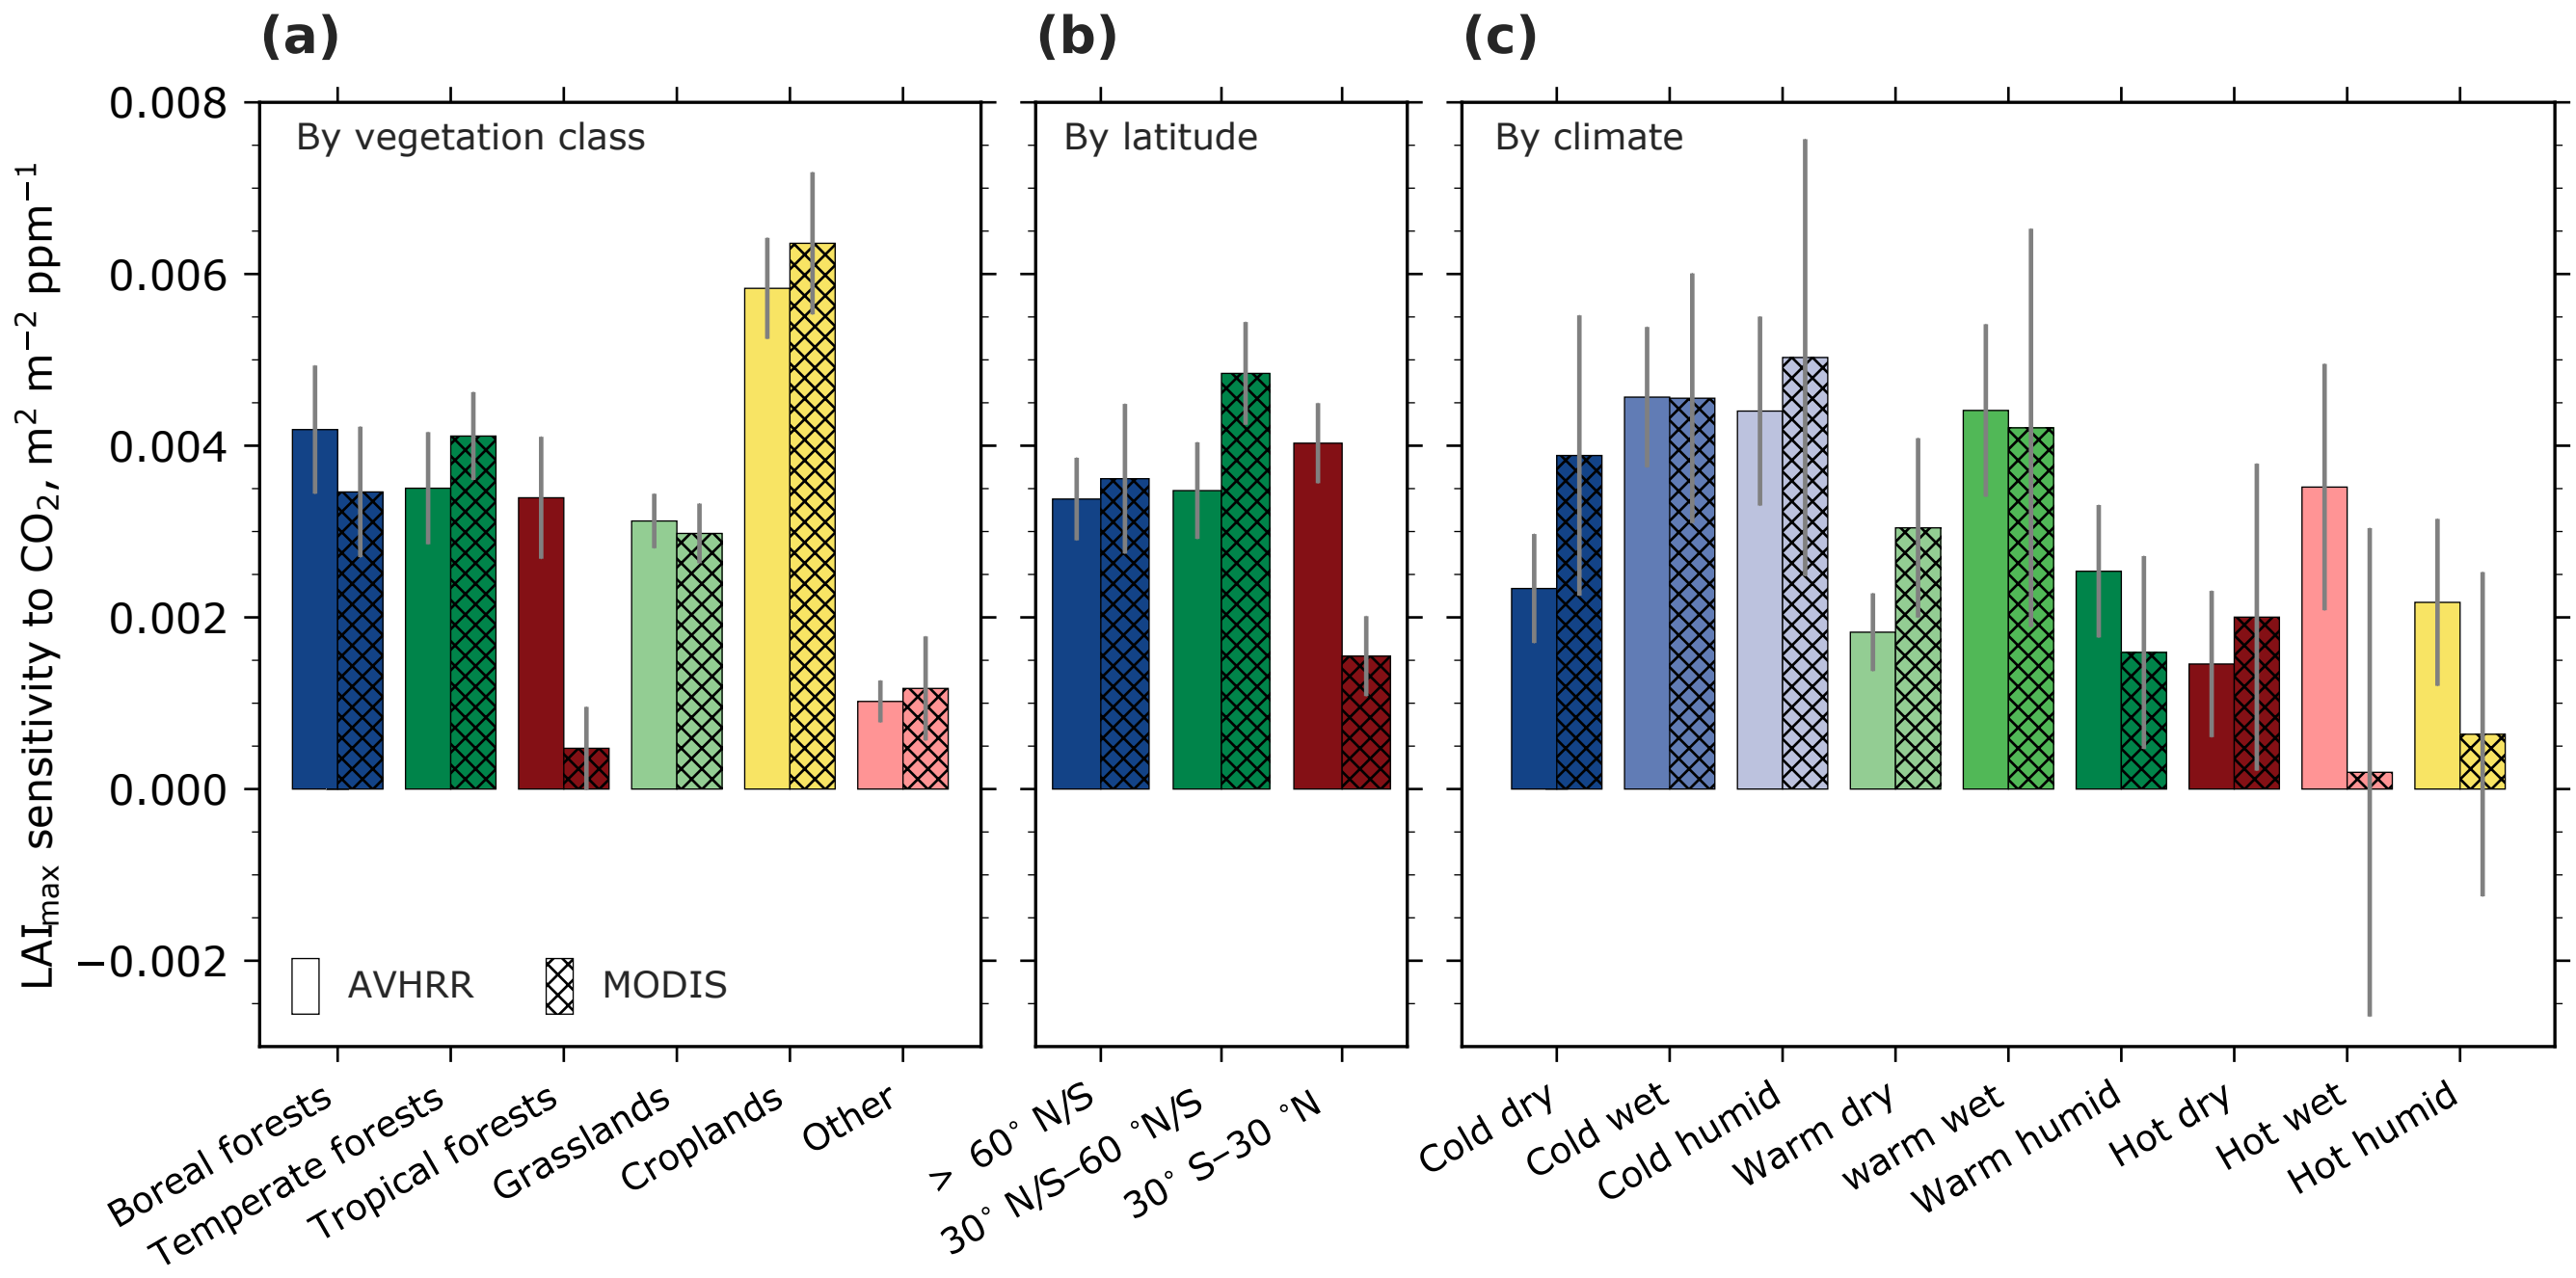 (a)
(b)
(c)
By vegetation class
By latitude
By climate
LAImax sensitivity to CO₂, m² m⁻² ppm⁻¹
0.008
0.006
0.004
0.002
0.000
−0.002
AVHRR
MODIS
Boreal forests
Temperate forests
Tropical forests
Grasslands
Croplands
Other
> 60° N/S
30° N/S–60 °N/S
30° S–30 °N
Cold dry
Cold wet
Cold humid
Warm dry
warm wet
Warm humid
Hot dry
Hot wet
Hot humid